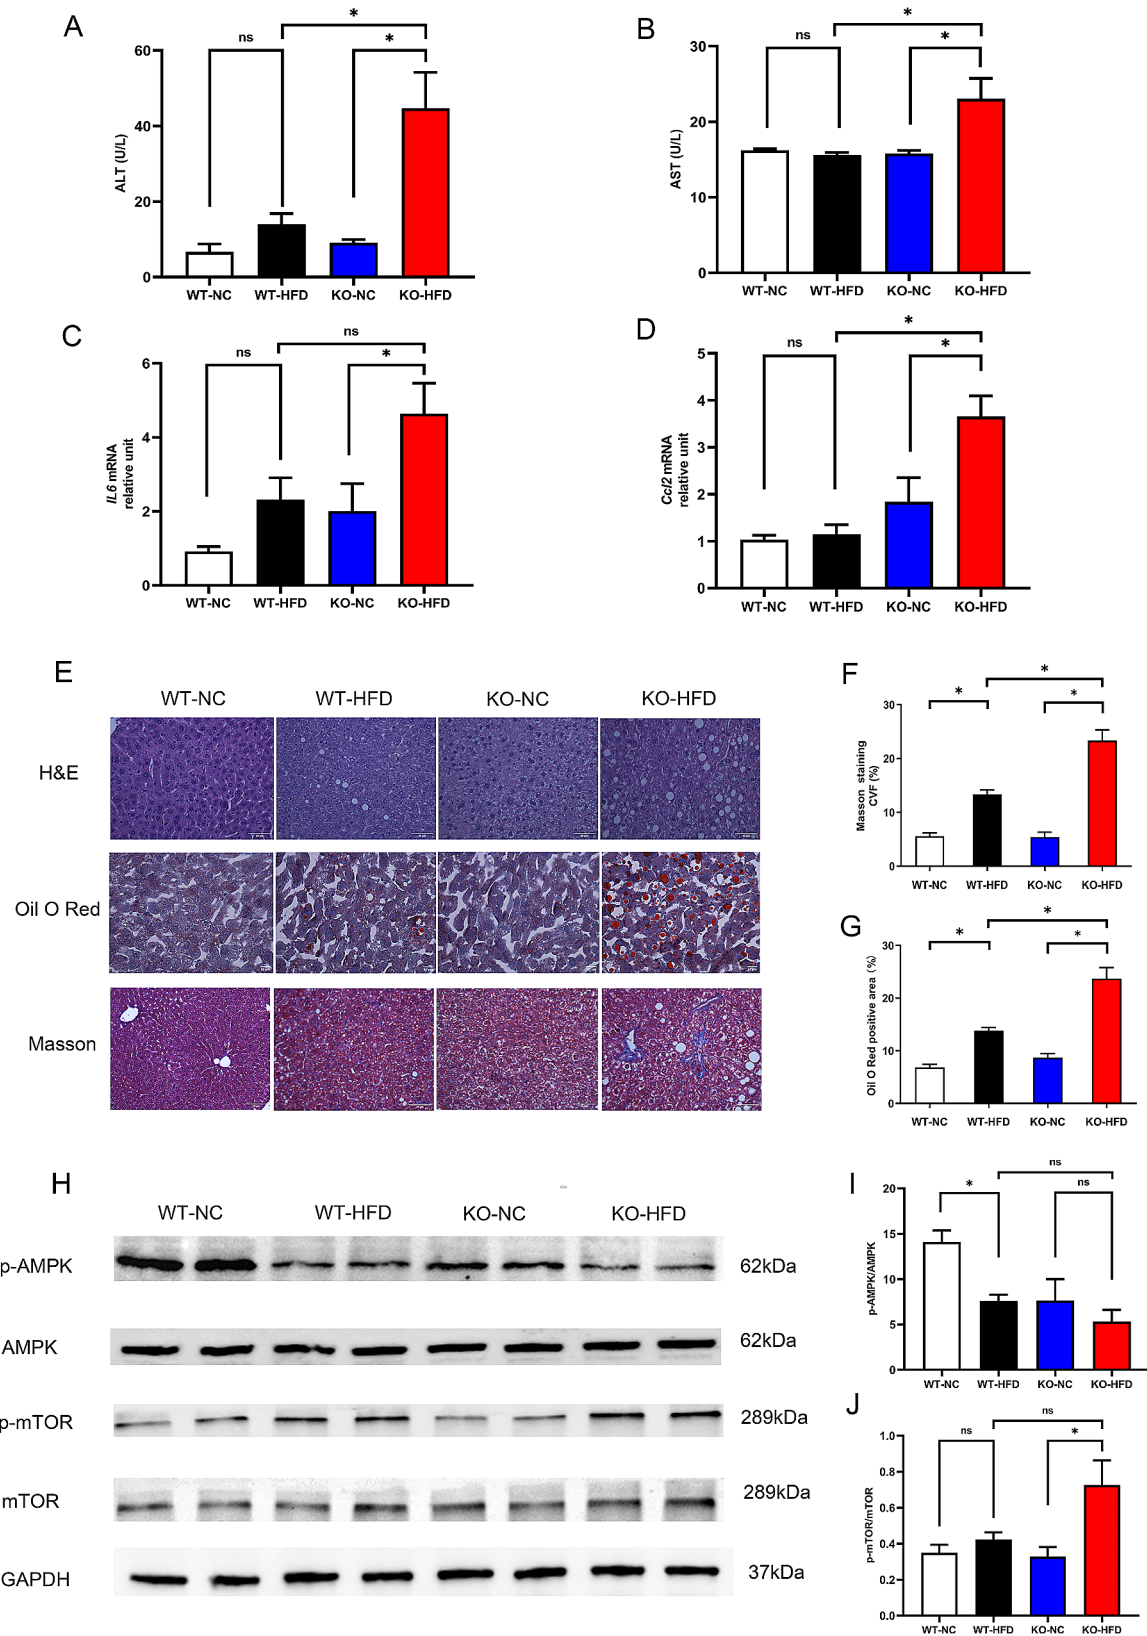 A
ALT (U/L)
60
40
20
0
ns
*
*
WT-NC WT-HFD KO-NC KO-HFD
B
AST (U/L)
30
20
10
0
ns
*
*
WT-NC WT-HFD KO-NC KO-HFD
C
IL6 mRNA
relative unit
6
4
2
0
ns
ns
*
WT-NC WT-HFD KO-NC KO-HFD
D
Ccl2 mRNA
relative unit
5
4
3
2
1
0
ns
*
*
WT-NC WT-HFD KO-NC KO-HFD
E
WT-NC WT-HFD KO-NC KO-HFD
H&E
Oil O Red
Masson
F
Masson staining
CVF (%)
30
20
10
0
*
*
*
WT-NC WT-HFD KO-NC KO-HFD
G
Oil O Red positive area (%)
30
20
10
0
*
*
*
WT-NC WT-HFD KO-NC KO-HFD
H
WT-NC WT-HFD KO-NC KO-HFD
p-AMPK 62kDa
AMPK 62kDa
p-mTOR 289kDa
mTOR 289kDa
GAPDH 37kDa
I
p-AMPK/AMPK
20
15
10
5
0
*
ns
ns
WT-NC WT-HFD KO-NC KO-HFD
J
p-mTOR/mTOR
1.0
0.8
0.6
0.4
0.2
0.0
ns
ns
*
WT-NC WT-HFD KO-NC KO-HFD